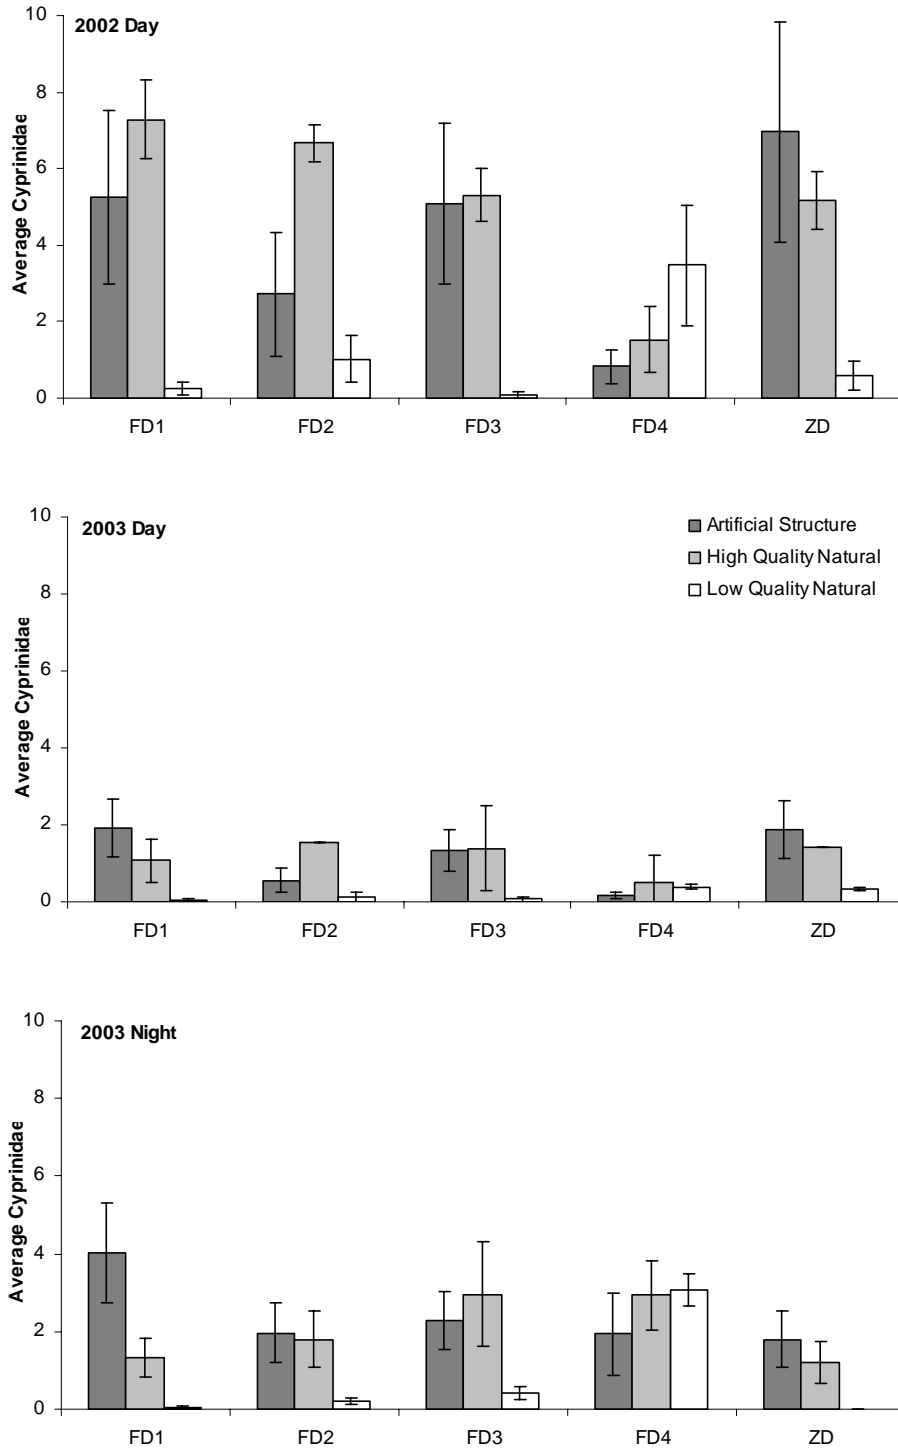 2002 Day
Average Cyprinidae
10
8
6
4
2
0
FD1 FD2 FD3 FD4 ZD
2003 Day
Average Cyprinidae
10
8
6
4
2
0
Artificial Structure
High Quality Natural
Low Quality Natural
FD1 FD2 FD3 FD4 ZD
2003 Night
Average Cyprinidae
10
8
6
4
2
0
FD1 FD2 FD3 FD4 ZD